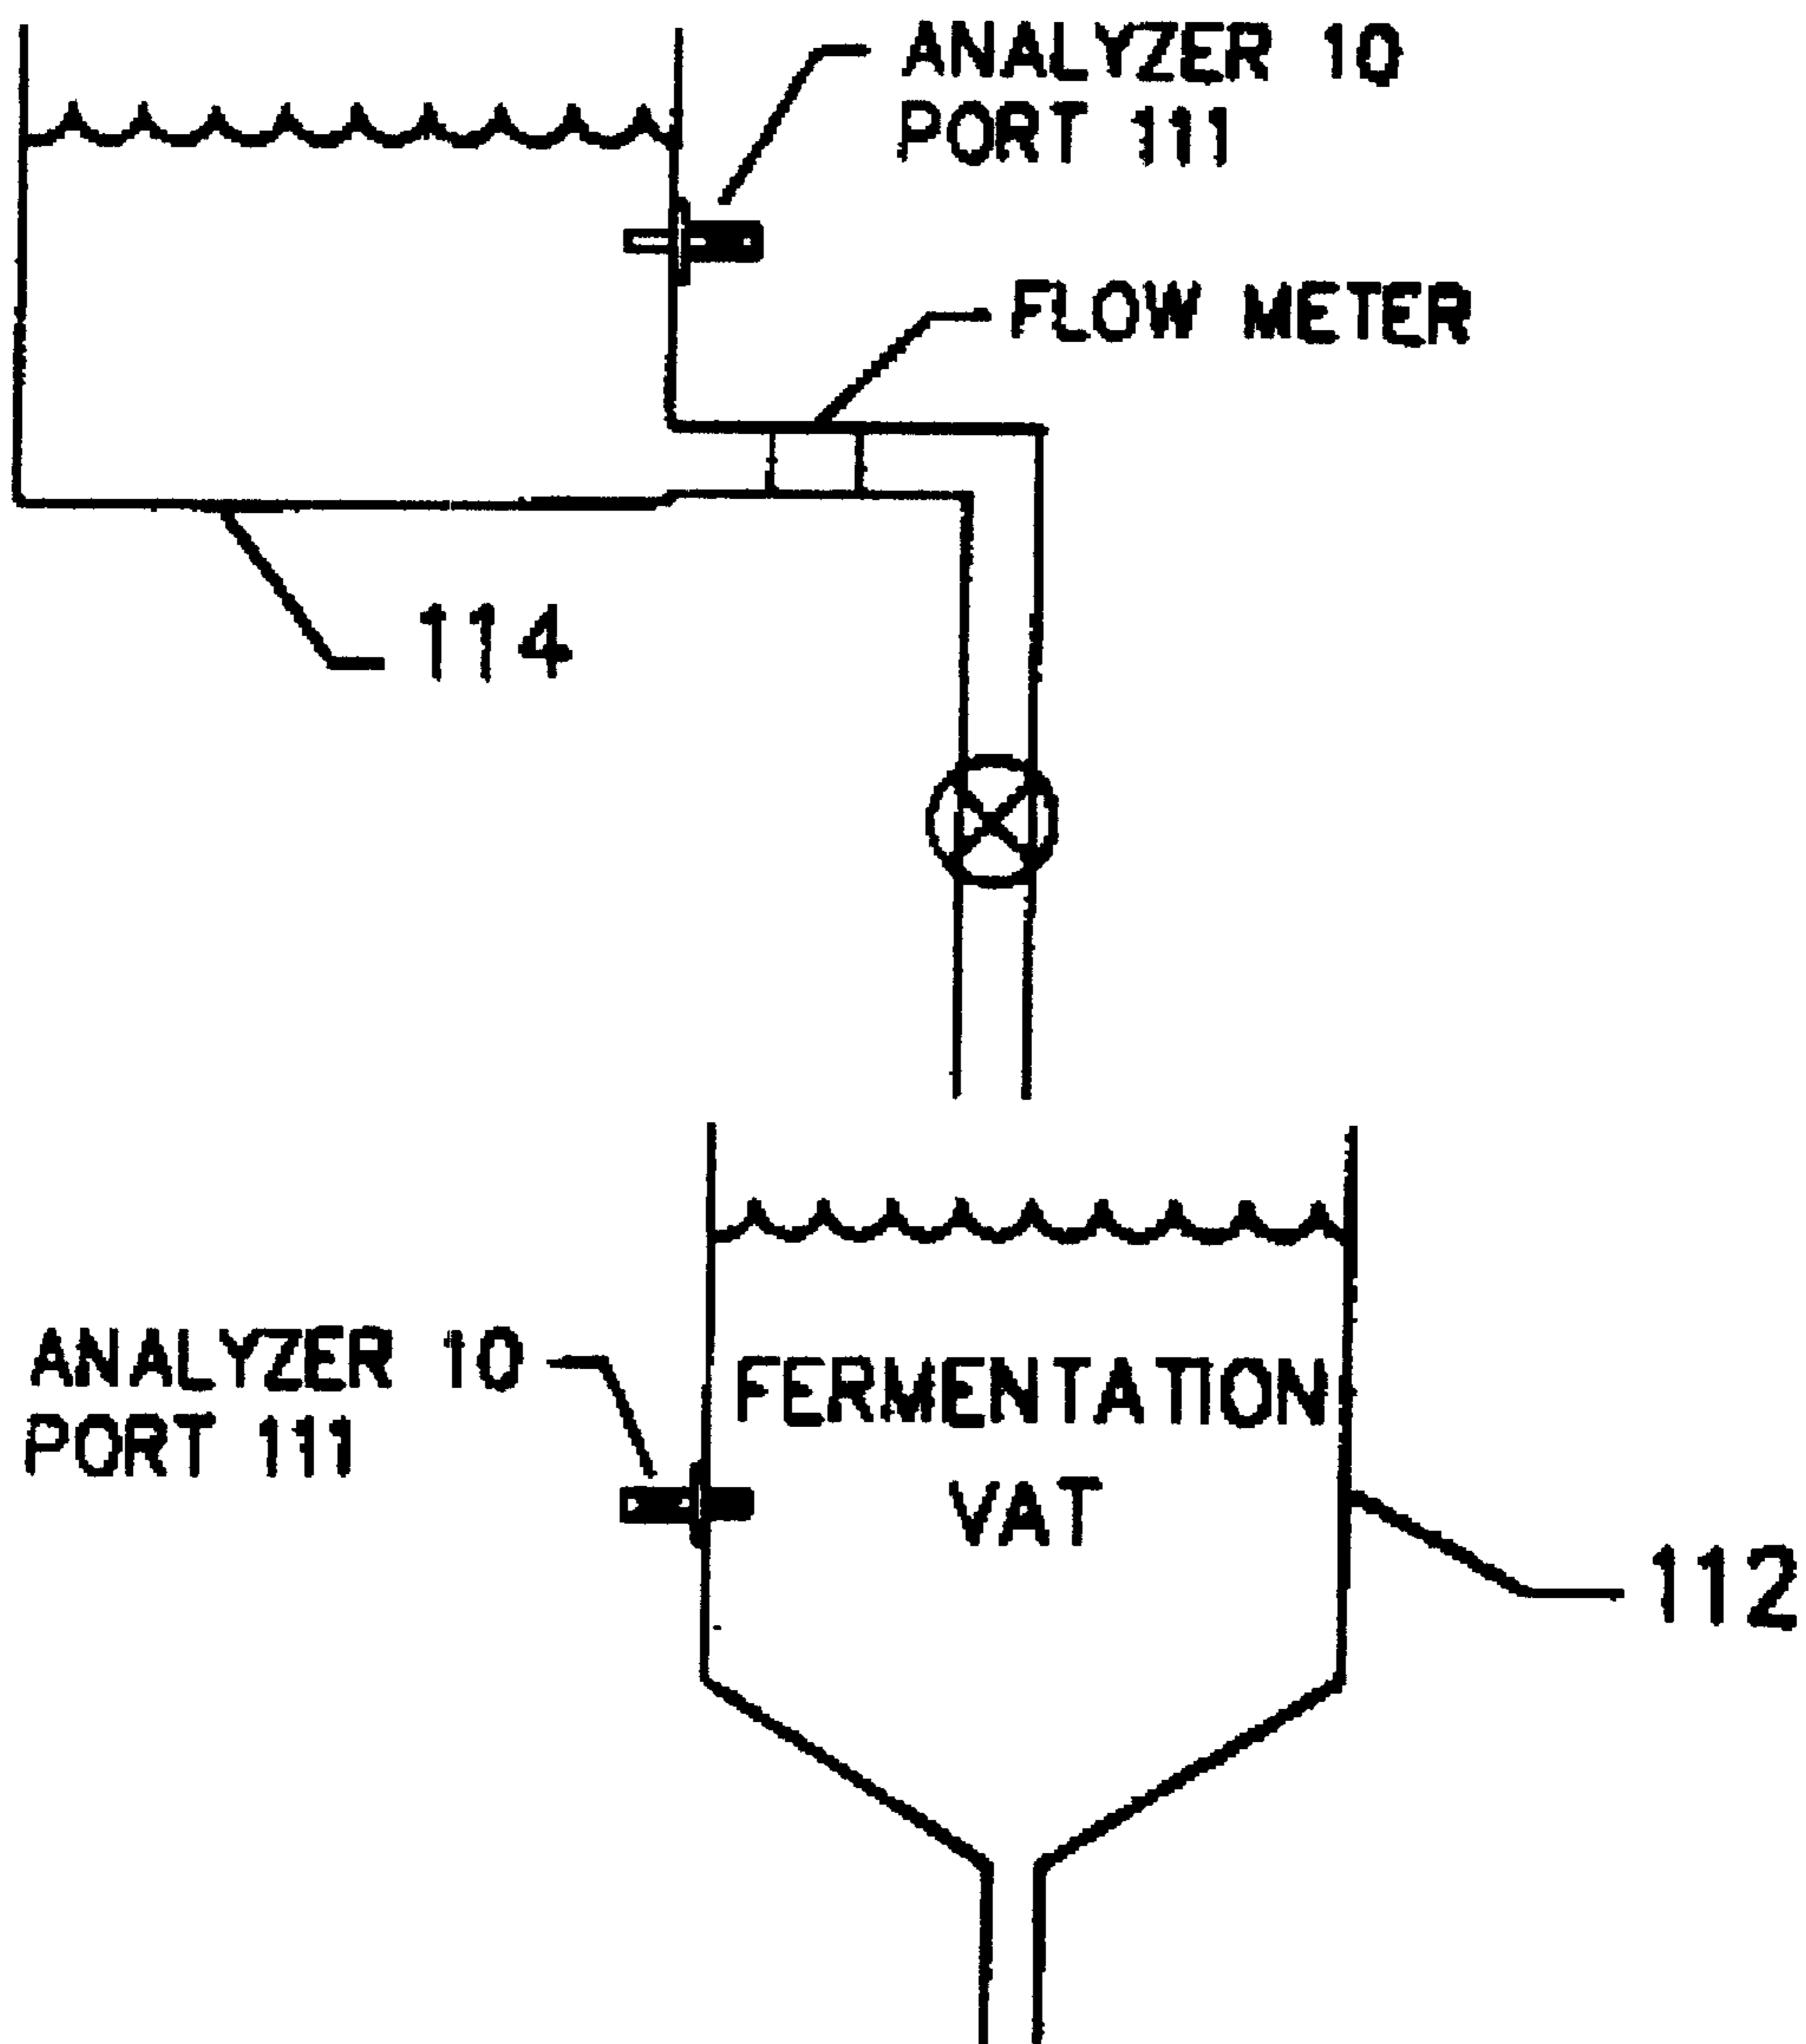 ANALYZER 10
PORT 111
FLOW METER
114
ANALYZER 10
PORT 111
FERMENTATION
VAT
112